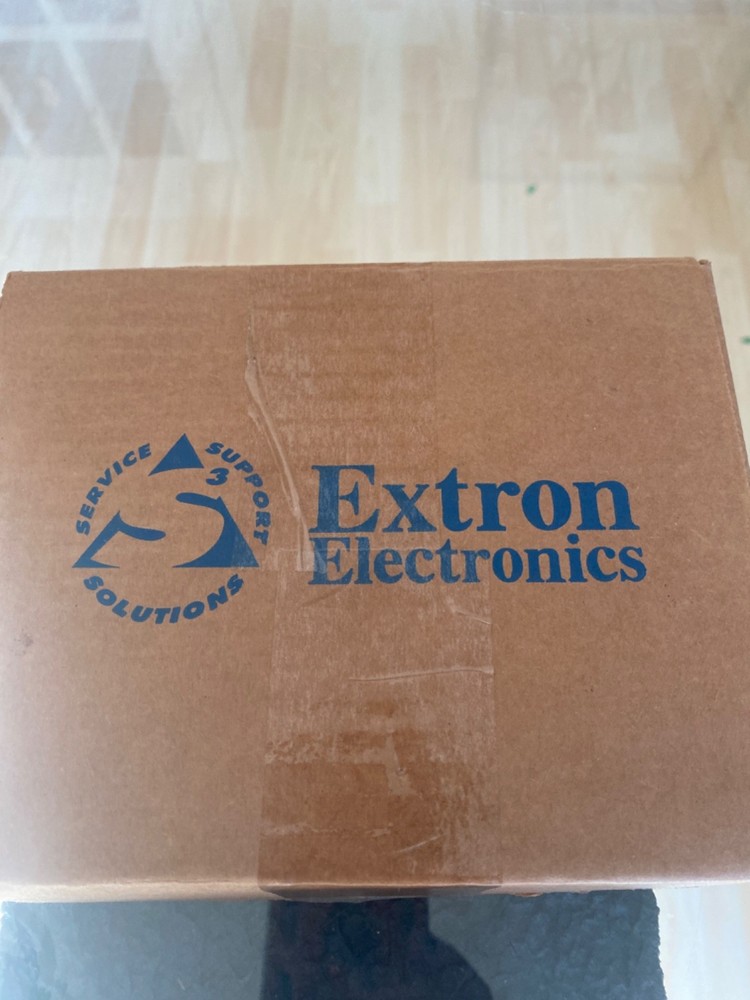 SERVICE
SUPPORT
3
SOLUTIONS
Extron
Electronics